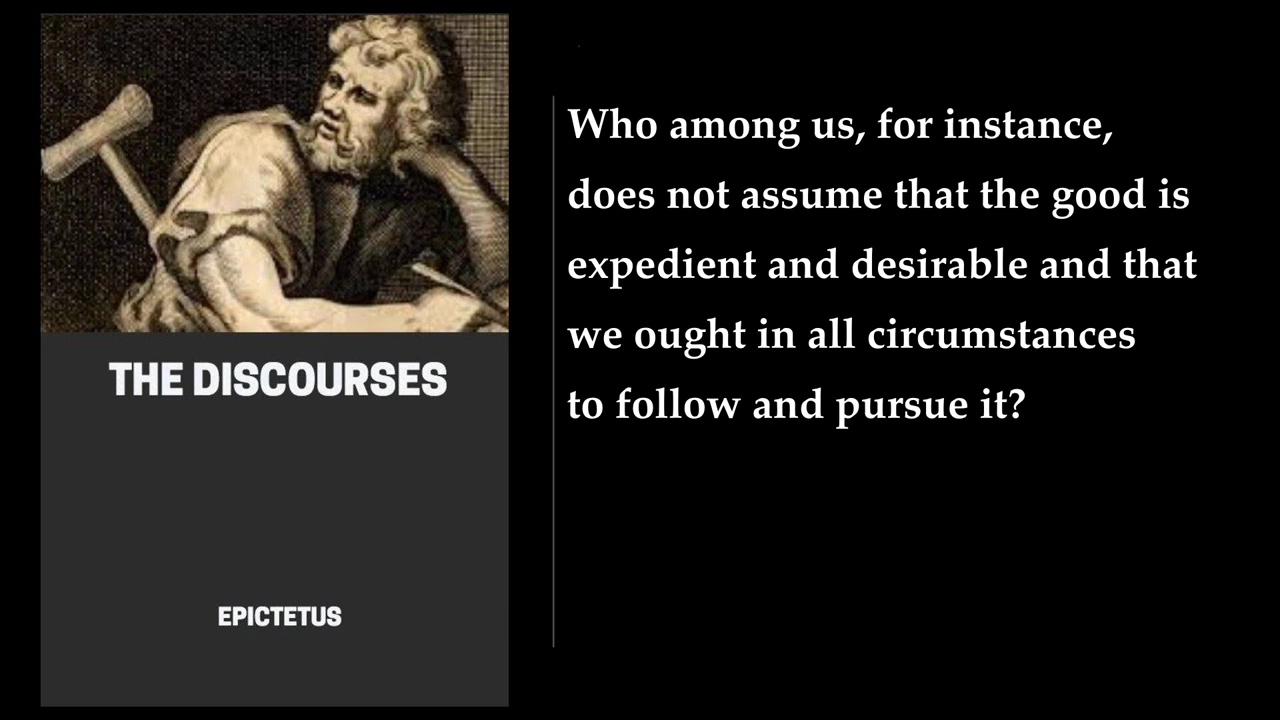 THE DISCOURSES
EPICTETUS
Who among us, for instance,
does not assume that the good is
expedient and desirable and that
we ought in all circumstances
to follow and pursue it?